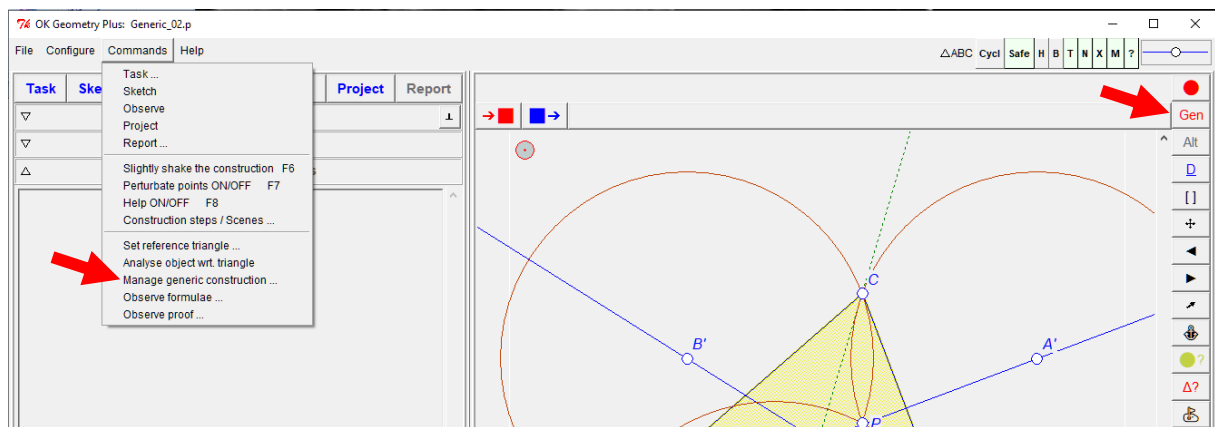 OK Geometry Plus: Generic_02.p
File Configure Commands Help
△ABC Cycl Safe H B T N X M ?
Task Ske Project Report
Task ...
Sketch
Observe
Project
Report ...
Slightly shake the construction F6
Perturbate points ON/OFF F7
Help ON/OFF F8
Construction steps / Scenes ...
Set reference triangle ...
Analyse object wrt. triangle
Manage generic construction ...
Observe formulae ...
Observe proof ...
Gen
Alt
D
[ ]
?
Δ?
C
B'
A'
P